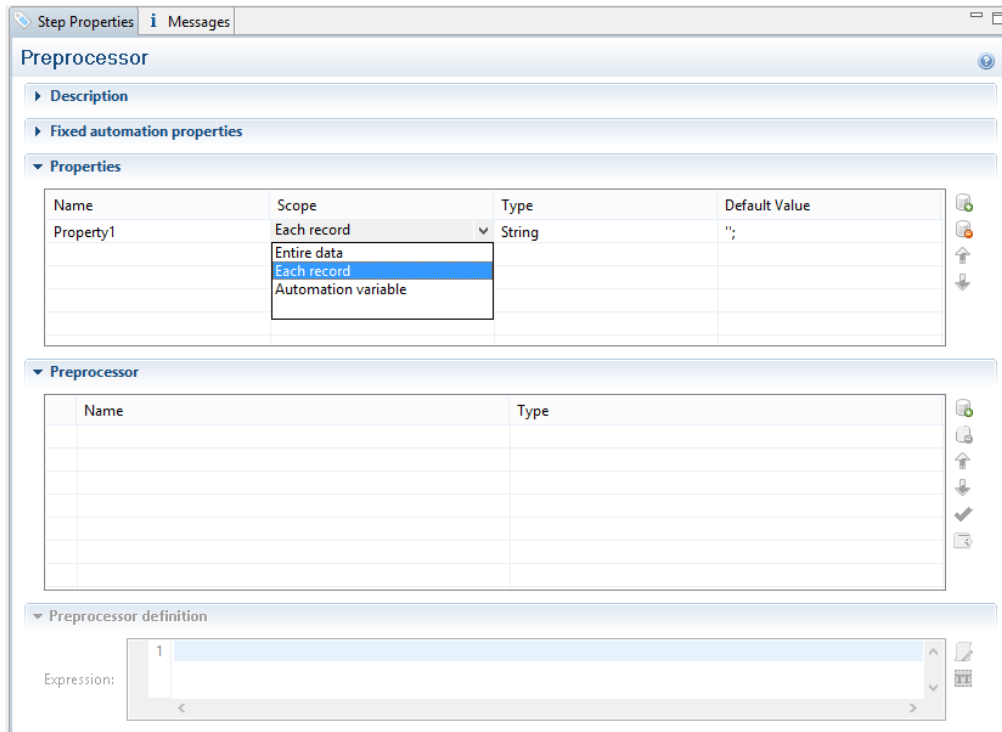 Step Properties i Messages
Preprocessor
Description
Fixed automation properties
Properties
Name Scope Type Default Value
Property1 Each record String '';
Entire data
Each record
Automation variable
Preprocessor
Name Type
Preprocessor definition
1
Expression: